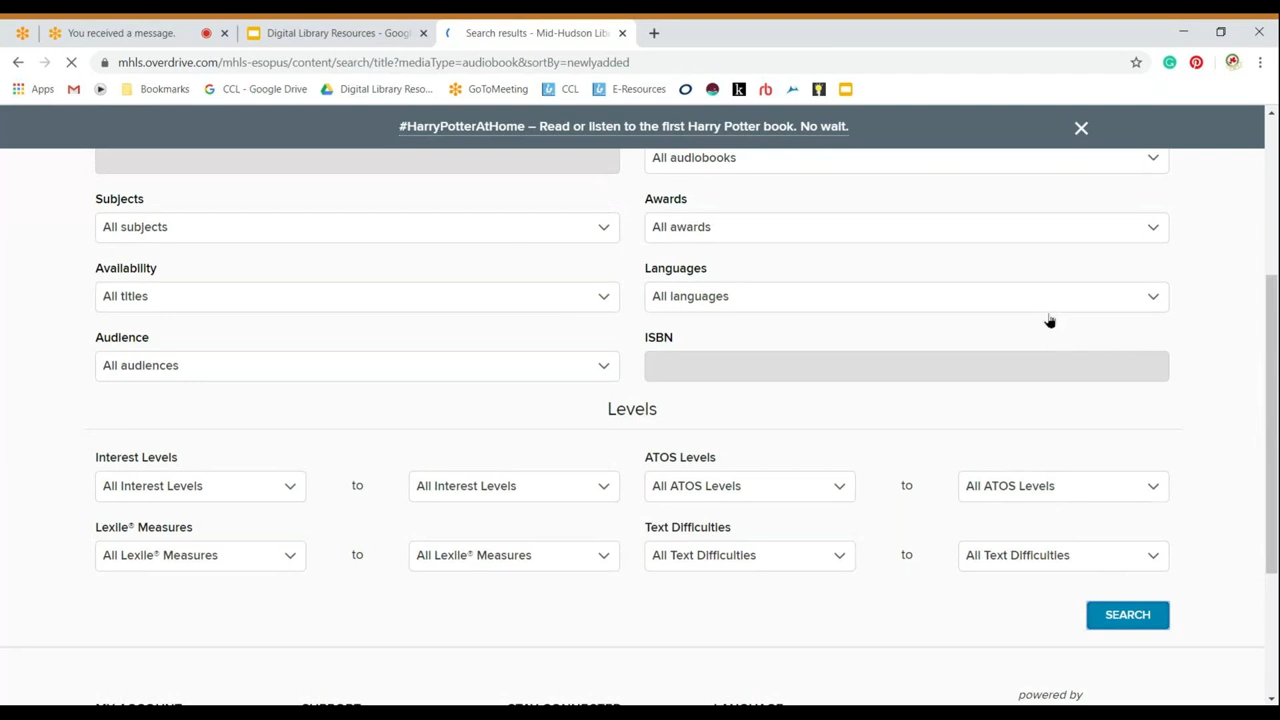 You received a message.
Digital Library Resources - Googl
Search results - Mid-Hudson Libr
mhls.overdrive.com/mhls-esopus/content/search/title?mediaType=audiobook&sortBy=newlyadded
Apps
Bookmarks
CCL - Google Drive
Digital Library Reso...
GoToMeeting
CCL
E-Resources
#HarryPotterAtHome – Read or listen to the first Harry Potter book. No wait.
All audiobooks
Subjects
Awards
All subjects
All awards
Availability
Languages
All titles
All languages
Audience
ISBN
All audiences
Levels
Interest Levels
ATOS Levels
All Interest Levels to All Interest Levels
All ATOS Levels to All ATOS Levels
Lexile® Measures
Text Difficulties
All Lexile® Measures to All Lexile® Measures
All Text Difficulties to All Text Difficulties
SEARCH
powered by
MY ACCOUNT
SUPPORT
STAY CONNECTED
LANGUAGE